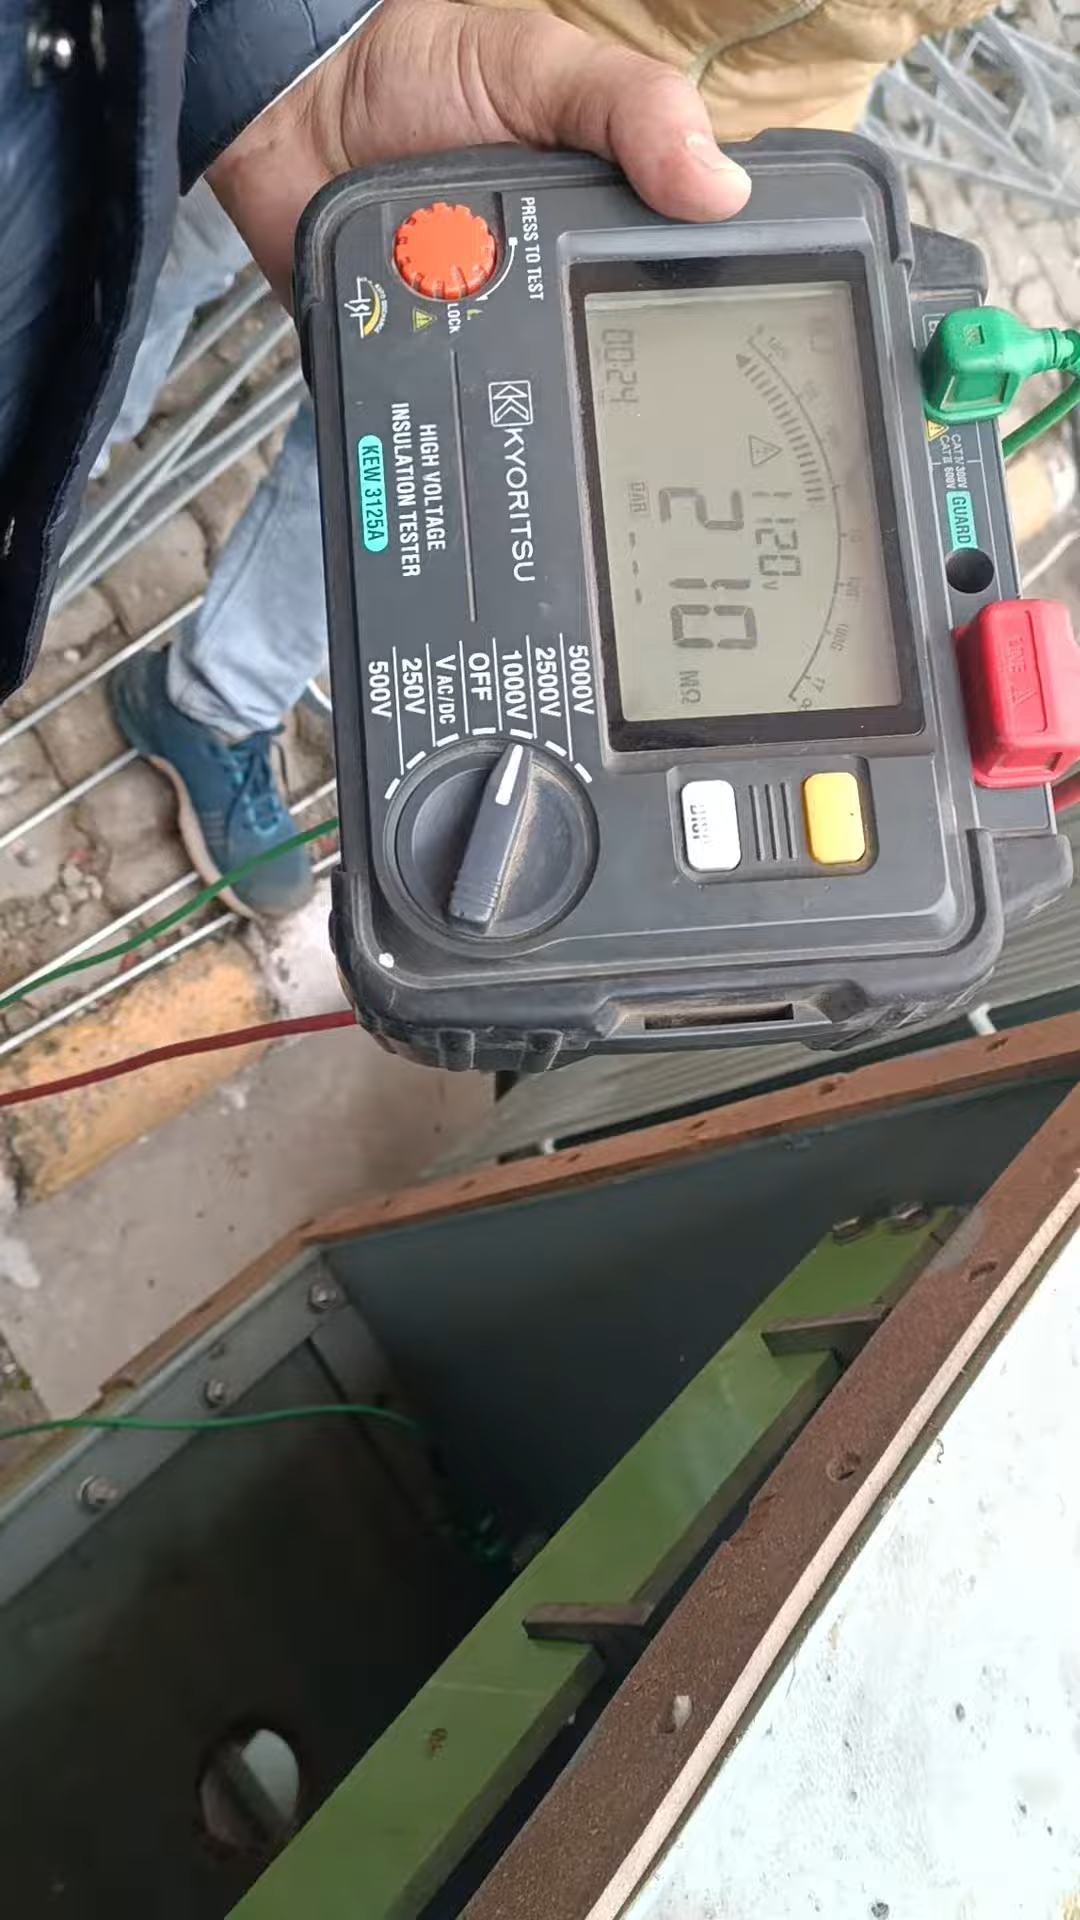 PRESS TO TEST
LOCK
KYORITSU
HIGH VOLTAGE
INSULATION TESTER
KEW 3125A
00:24
1120 V
210 MΩ
DAR ---
5000V
2500V
1000V
OFF
V AC/DC
250V
500V
CAT IV 300V
CAT III 600V
GUARD
LINE